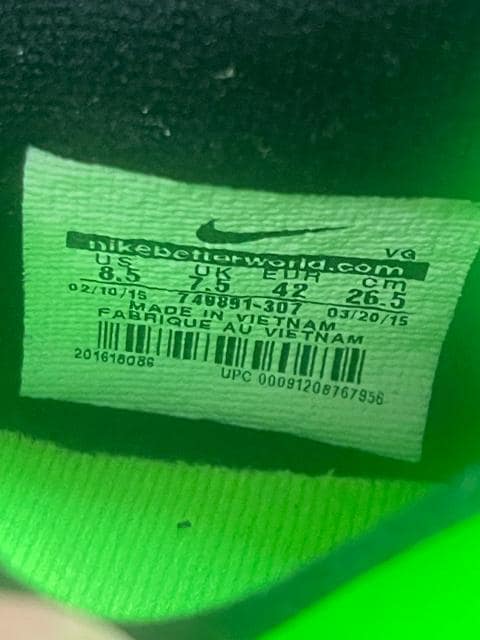 VG
nikebetterworld.com
US UK EUR cm
8.5 7.5 42 26.5
02/10/15 749891-307 03/20/15
MADE IN VIETNAM
FABRIQUE AU VIETNAM
201618086
UPC 00091208767956